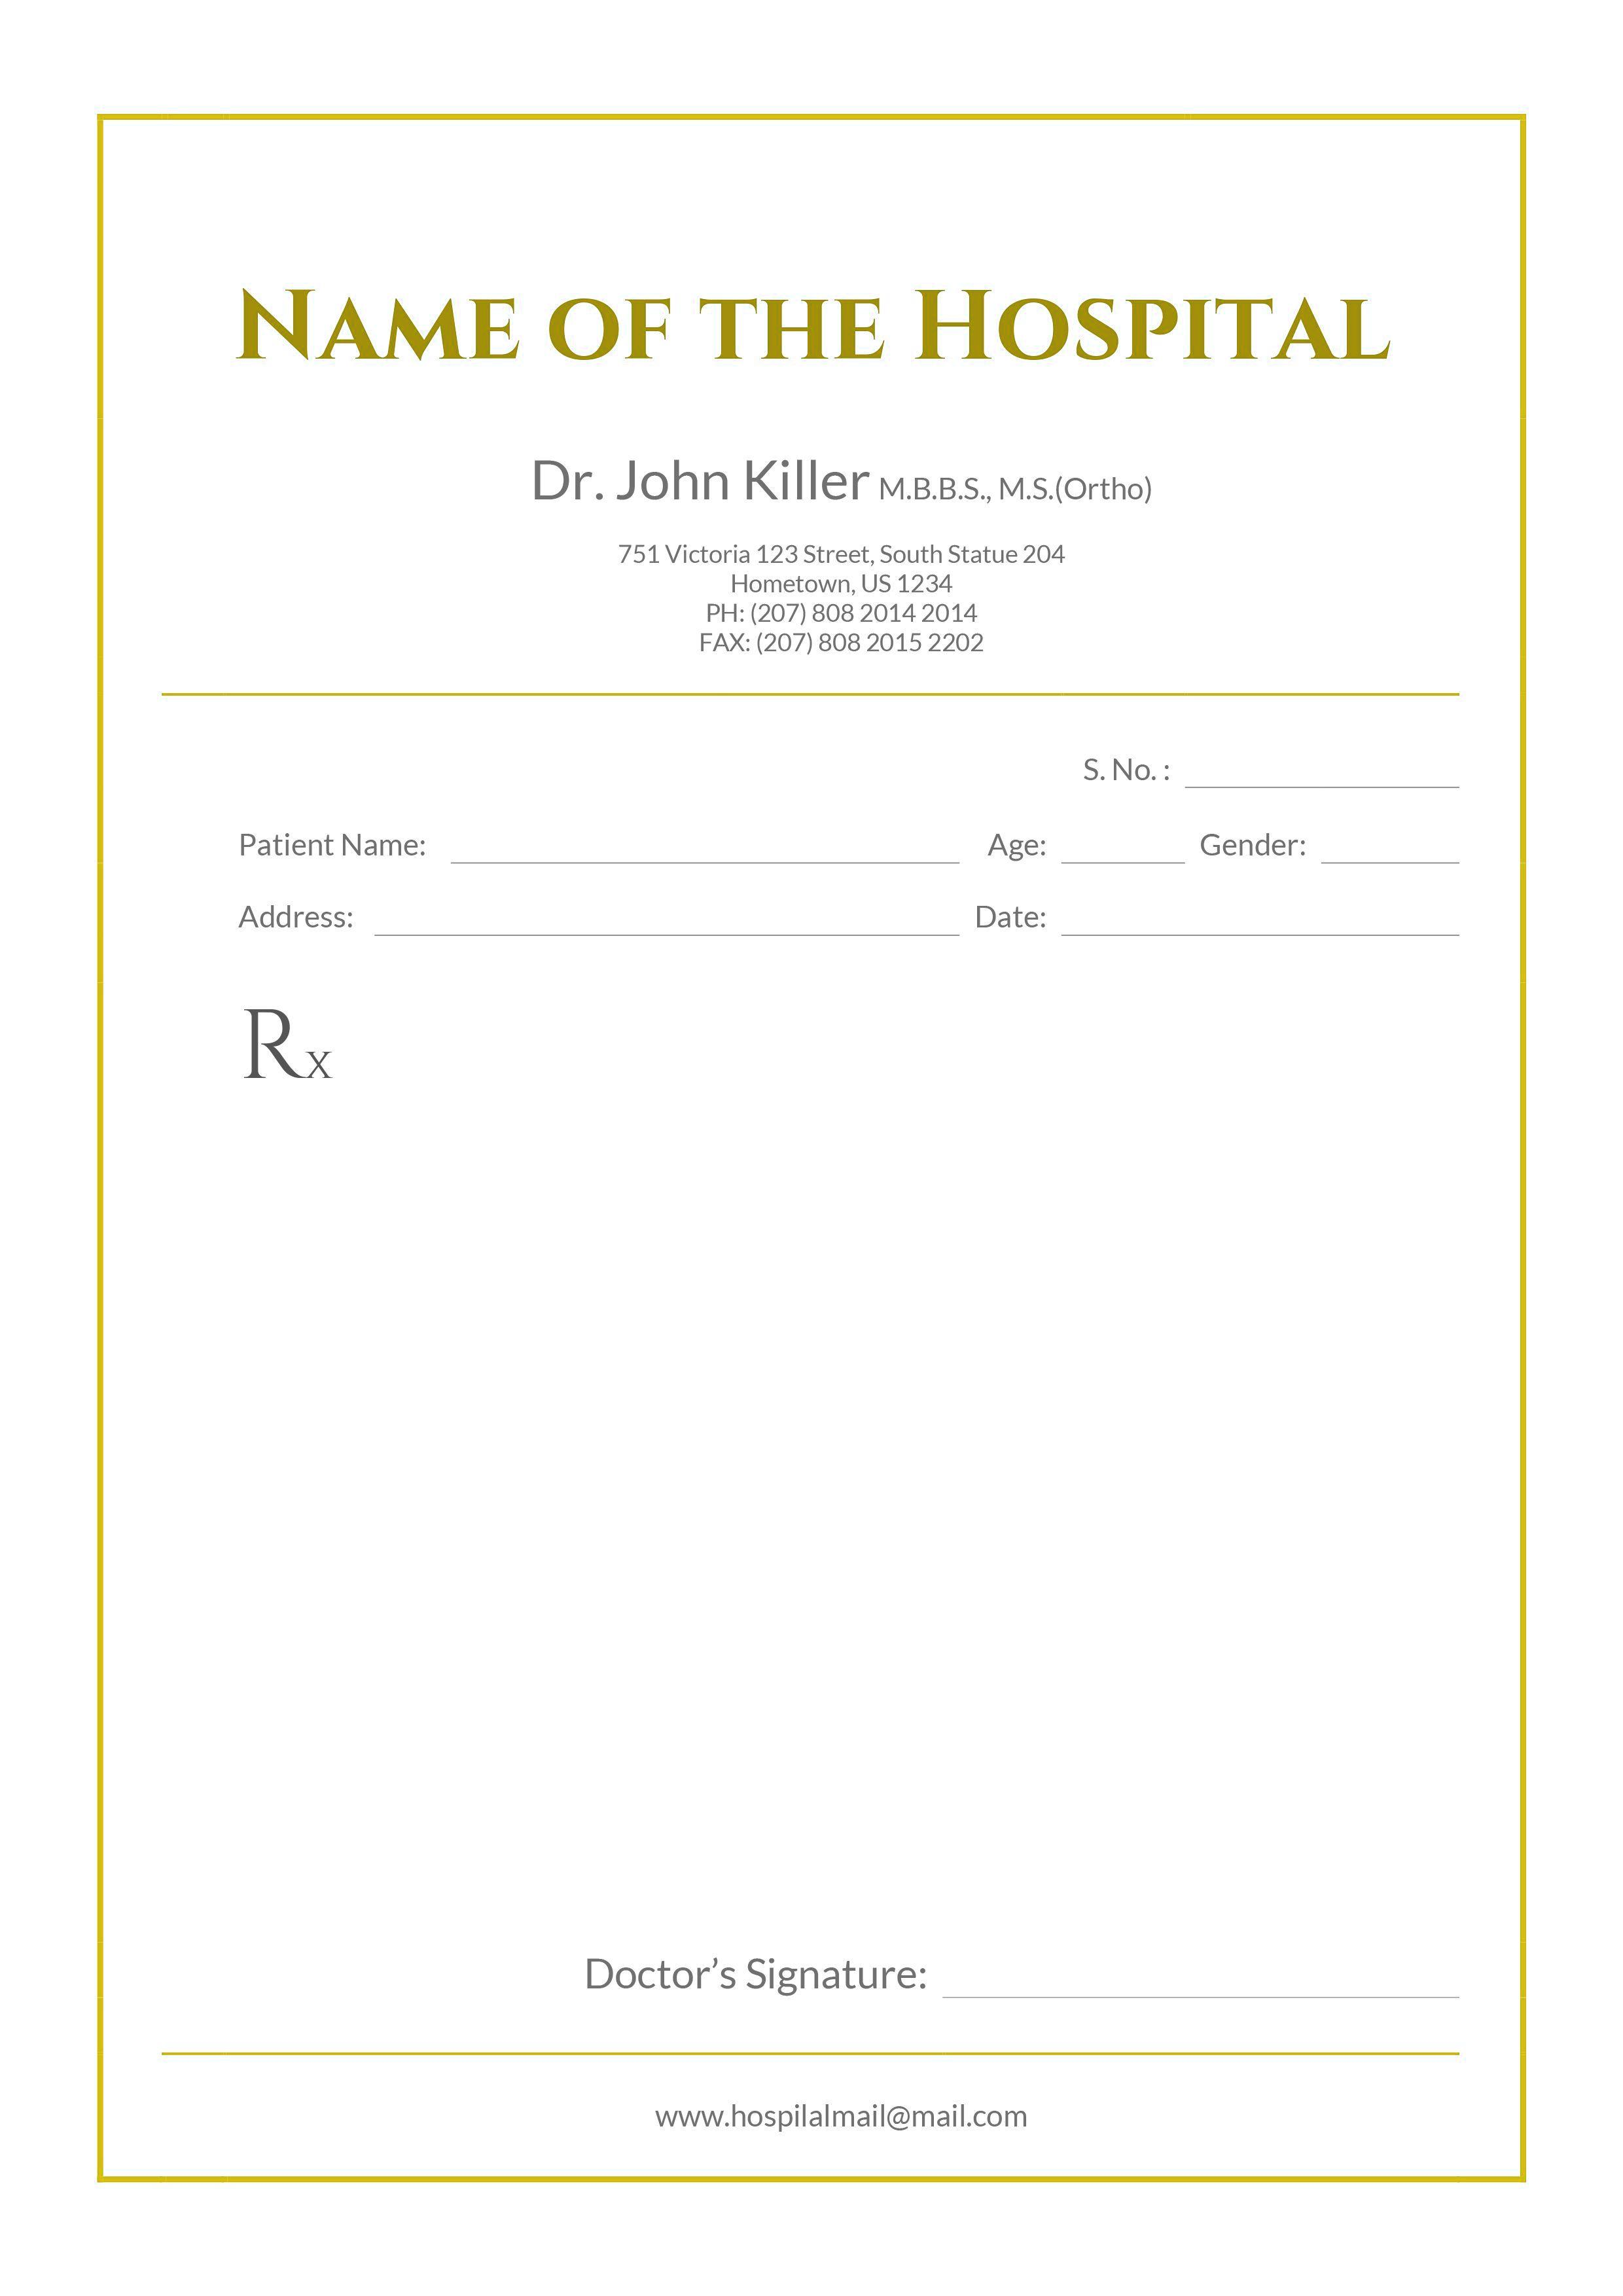 Name of the Hospital
Dr. John Killer M.B.B.S., M.S.(Ortho)
751 Victoria 123 Street, South Statue 204
Hometown, US 1234
PH: (207) 808 2014 2014
FAX: (207) 808 2015 2202
S. No. :
Patient Name: Age: Gender:
Address: Date:
Rx
Doctor’s Signature:
www.hospilalmail@mail.com